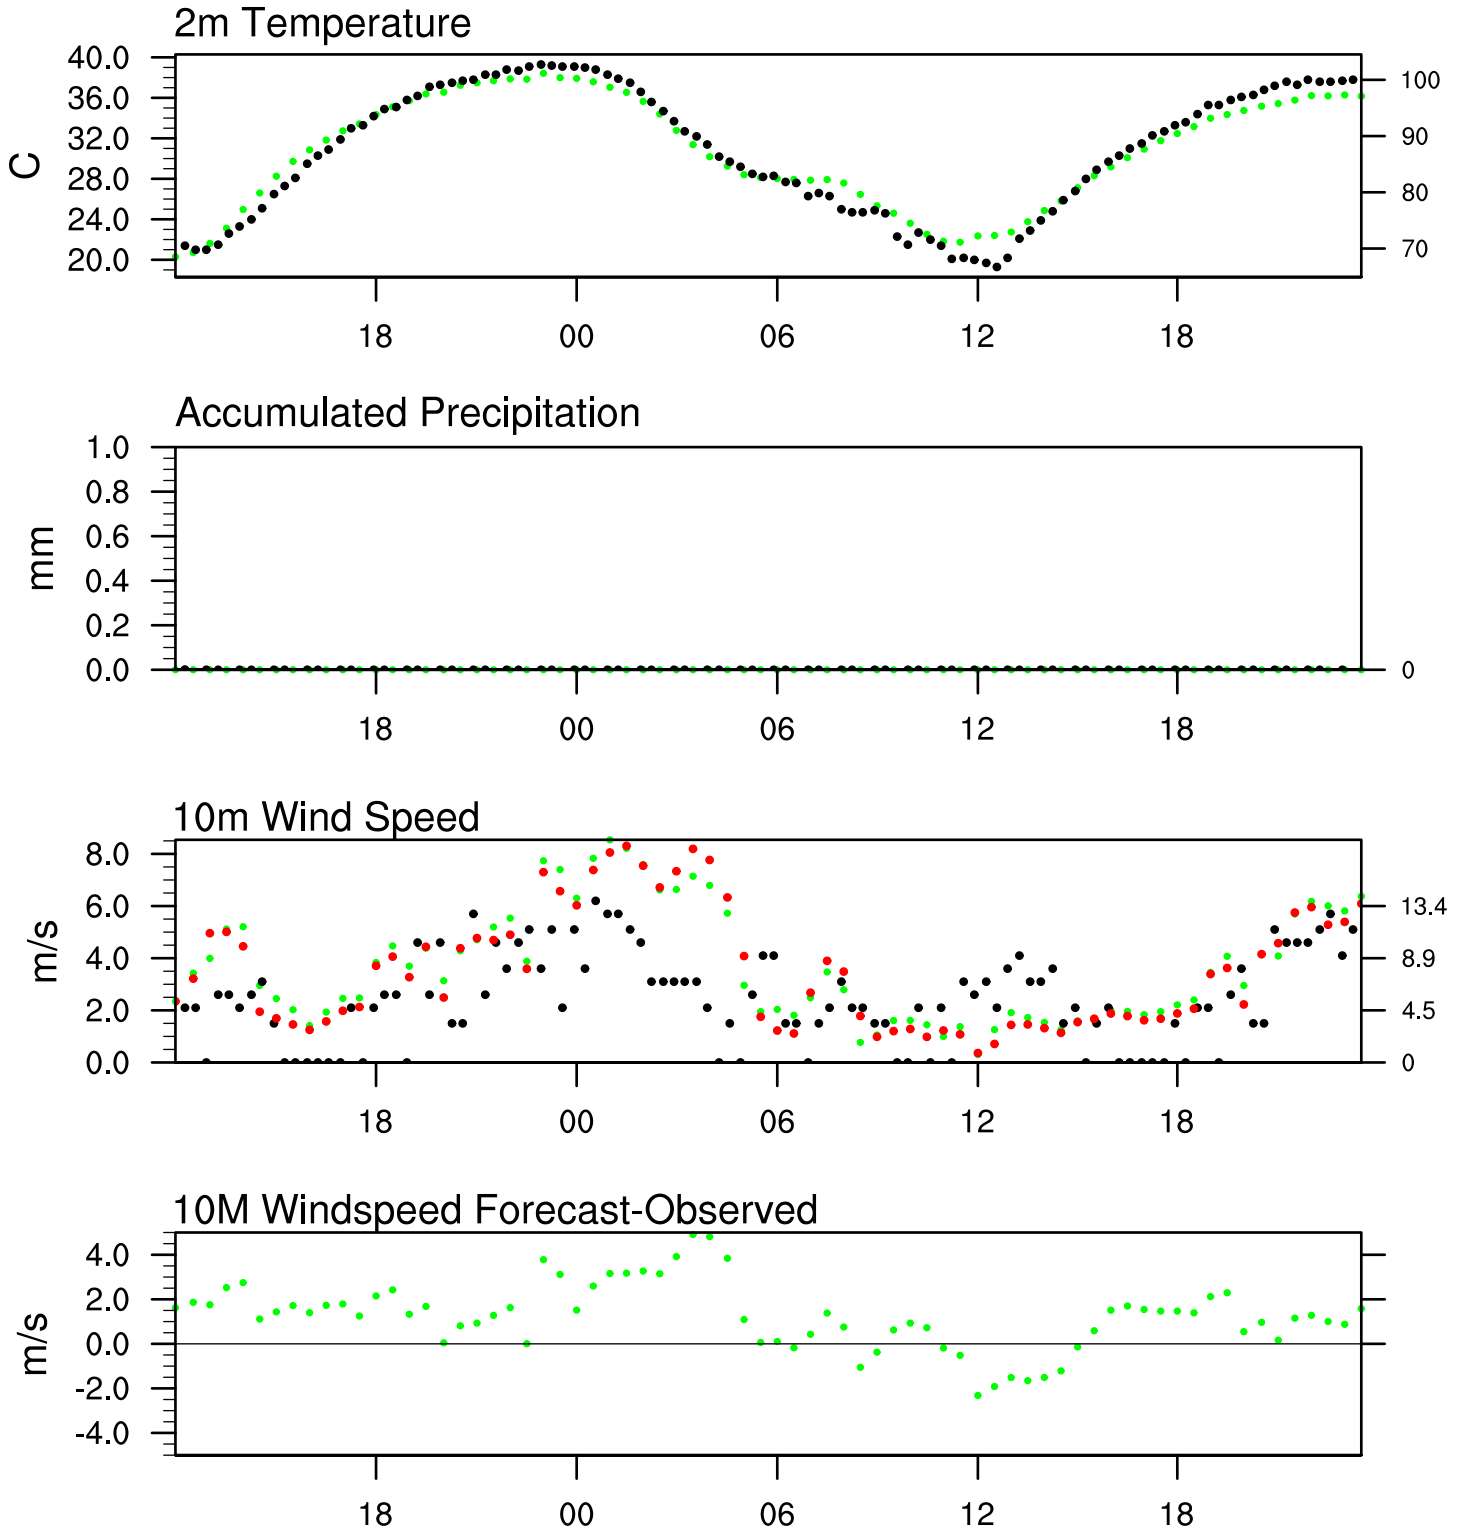 2m Temperature
C
40.0
36.0
32.0
28.0
24.0
20.0
100
90
80
70
18 00 06 12 18
Accumulated Precipitation
mm
1.0
0.8
0.6
0.4
0.2
0.0
0
18 00 06 12 18
10m Wind Speed
m/s
8.0
6.0
4.0
2.0
0.0
13.4
8.9
4.5
0
18 00 06 12 18
10M Windspeed Forecast-Observed
m/s
4.0
2.0
0.0
-2.0
-4.0
18 00 06 12 18